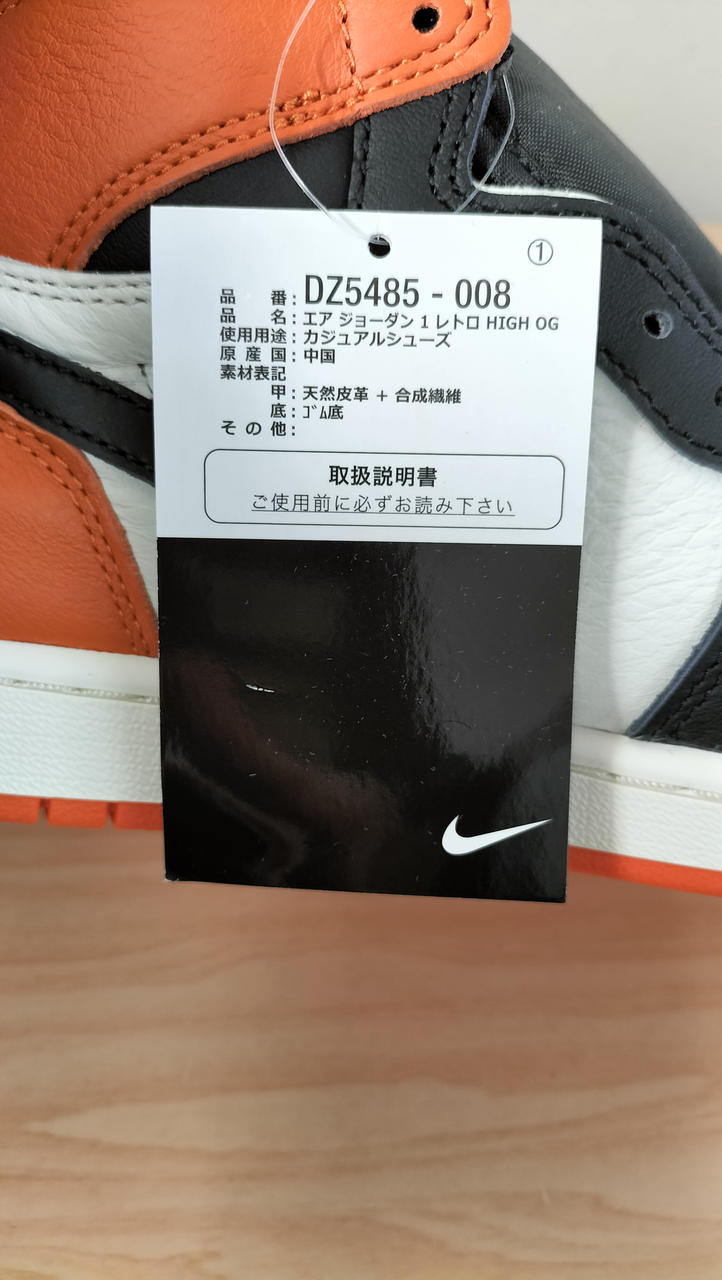 ①
品 番 : DZ5485 - 008
品 名 : エア ジョーダン 1 レトロ HIGH OG
使用用途 : カジュアルシューズ
原 産 国 : 中国
素材表記
甲 : 天然皮革 + 合成繊維
底 : ｺﾞﾑ底
そ の 他 :
取扱説明書
ご使用前に必ずお読み下さい